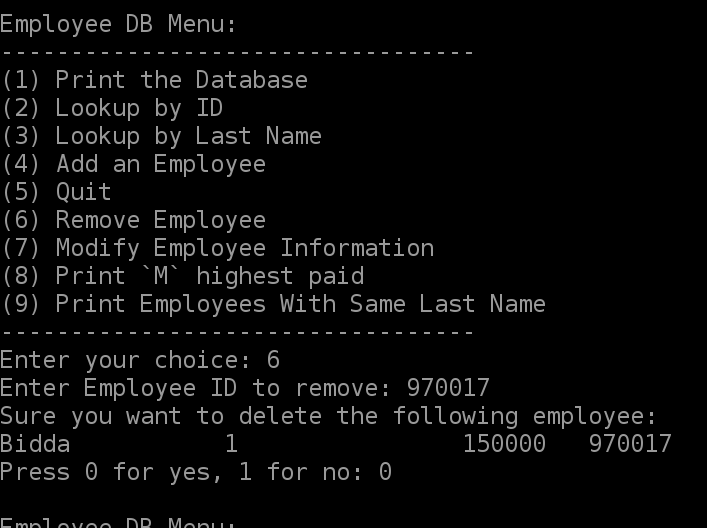 Employee DB Menu:
----------------------------------
(1) Print the Database
(2) Lookup by ID
(3) Lookup by Last Name
(4) Add an Employee
(5) Quit
(6) Remove Employee
(7) Modify Employee Information
(8) Print `M` highest paid
(9) Print Employees With Same Last Name
----------------------------------
Enter your choice: 6
Enter Employee ID to remove: 970017
Sure you want to delete the following employee:
Bidda           1                150000   970017
Press 0 for yes, 1 for no: 0
Employee DB Menu: